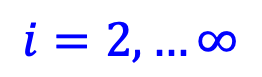 i = 2, ... ∞